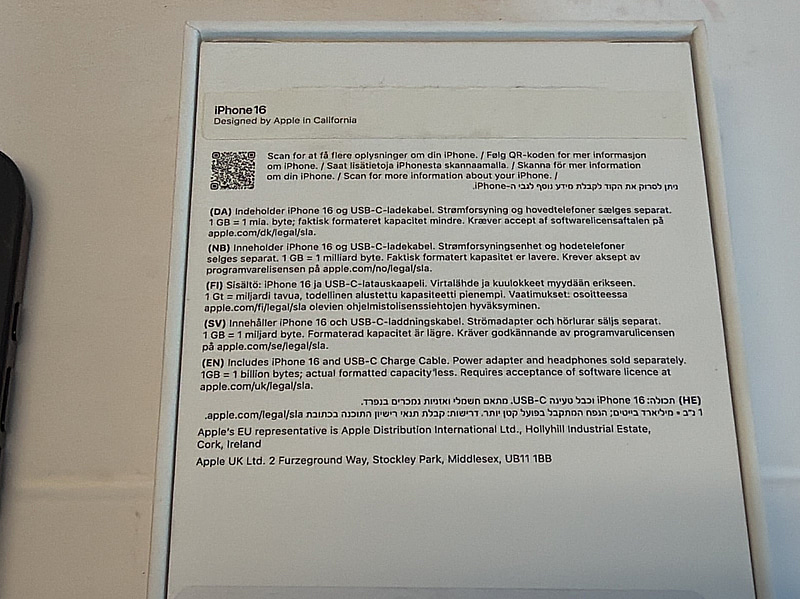 iPhone 16
Designed by Apple in California
Scan for at få flere oplysninger om din iPhone. / Følg QR-koden for mer informasjon
om iPhone. / Saat lisätietoja iPhonesta skannaamalla. / Skanna för mer information
om din iPhone. / Scan for more information about your iPhone. /
ניתן לסרוק את הקוד לקבלת מידע נוסף לגבי ה-iPhone.
(DA) Indeholder iPhone 16 og USB-C-ladekabel. Strømforsyning og hovedtelefoner sælges separat.
1 GB = 1 mia. byte; faktisk formateret kapacitet mindre. Kræver accept af softwarelicensaftalen på
apple.com/dk/legal/sla.
(NB) Inneholder iPhone 16 og USB-C-ladekabel. Strømforsyningsenhet og hodetelefoner
selges separat. 1 GB = 1 milliard byte. Faktisk formatert kapasitet er lavere. Krever aksept av
programvarelisensen på apple.com/no/legal/sla.
(FI) Sisältö: iPhone 16 ja USB-C-latauskaapeli. Virtalähde ja kuulokkeet myydään erikseen.
1 Gt = miljardi tavua, todellinen alustettu kapasiteetti pienempi. Vaatimukset: osoitteessa
apple.com/fi/legal/sla olevien ohjelmistolisenssiehtojen hyväksyminen.
(SV) Innehåller iPhone 16 och USB-C-laddningskabel. Strömadapter och hörlurar säljs separat.
1 GB = 1 miljard byte. Formaterad kapacitet är lägre. Kräver godkännande av programvarulicensen
på apple.com/se/legal/sla.
(EN) Includes iPhone 16 and USB-C Charge Cable. Power adapter and headphones sold separately.
1GB = 1 billion bytes; actual formatted capacity less. Requires acceptance of software licence at
apple.com/uk/legal/sla.
(HE) תכולה: iPhone 16 וכבל טעינה USB-C. מתאם חשמלי ואוזניות נמכרים בנפרד.
1 ג״ב = מיליארד בייטים; הנפח המתקבל בפועל קטן יותר. דרישות: קבלת תנאי רישיון התוכנה בכתובת apple.com/legal/sla.
Apple's EU representative is Apple Distribution International Ltd., Hollyhill Industrial Estate,
Cork, Ireland
Apple UK Ltd. 2 Furzeground Way, Stockley Park, Middlesex, UB11 1BB